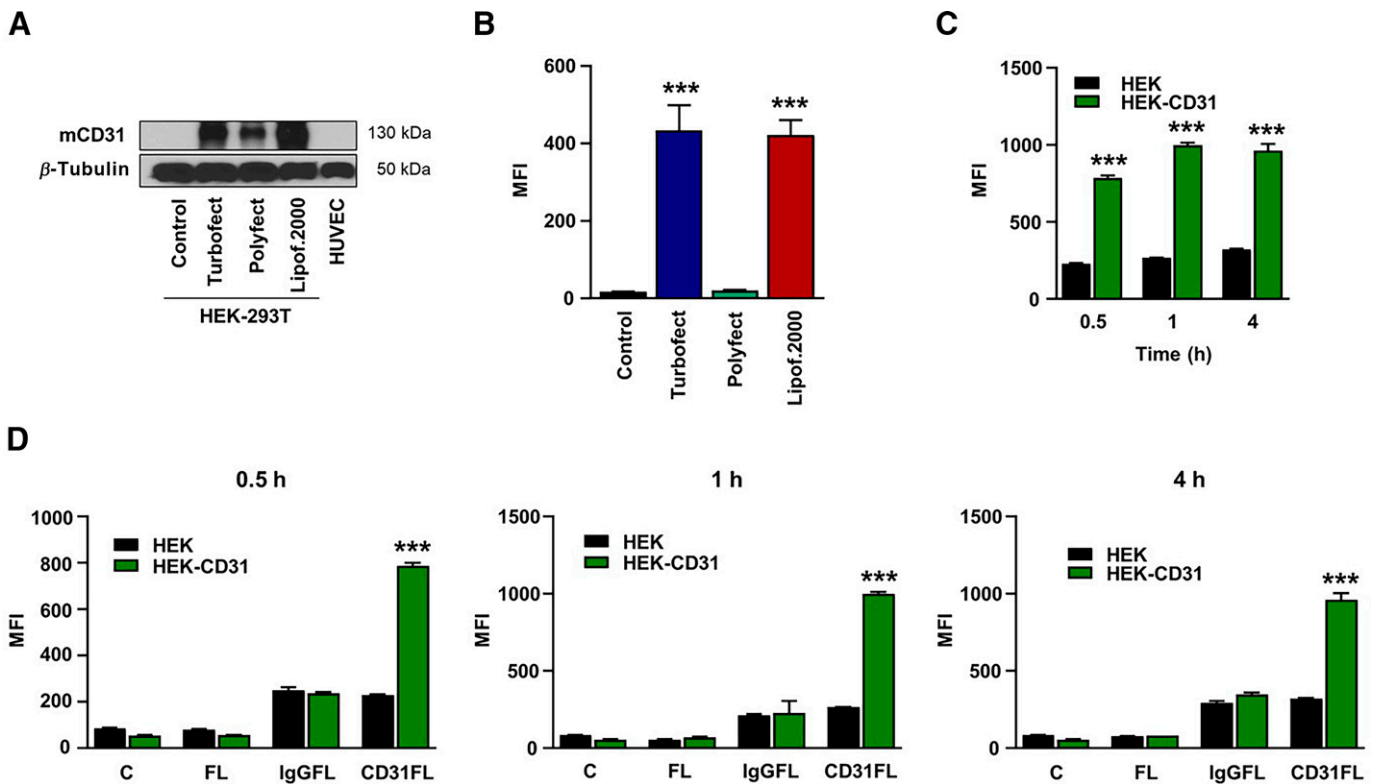 A
mCD31
130 kDa
β-Tubulin
50 kDa
Control
Turbofect
Polyfect
Lipof.2000
HUVEC
HEK-293T
B
MFI
600
400
200
0
***
***
Control
Turbofect
Polyfect
Lipof.2000
C
MFI
1500
1000
500
0
HEK
HEK-CD31
***
***
***
0.5 1 4
Time (h)
D
0.5 h
MFI
1000
800
600
400
200
0
HEK
HEK-CD31
***
C FL IgGFL CD31FL
1 h
MFI
1500
1000
500
0
HEK
HEK-CD31
***
C FL IgGFL CD31FL
4 h
MFI
1500
1000
500
0
HEK
HEK-CD31
***
C FL IgGFL CD31FL